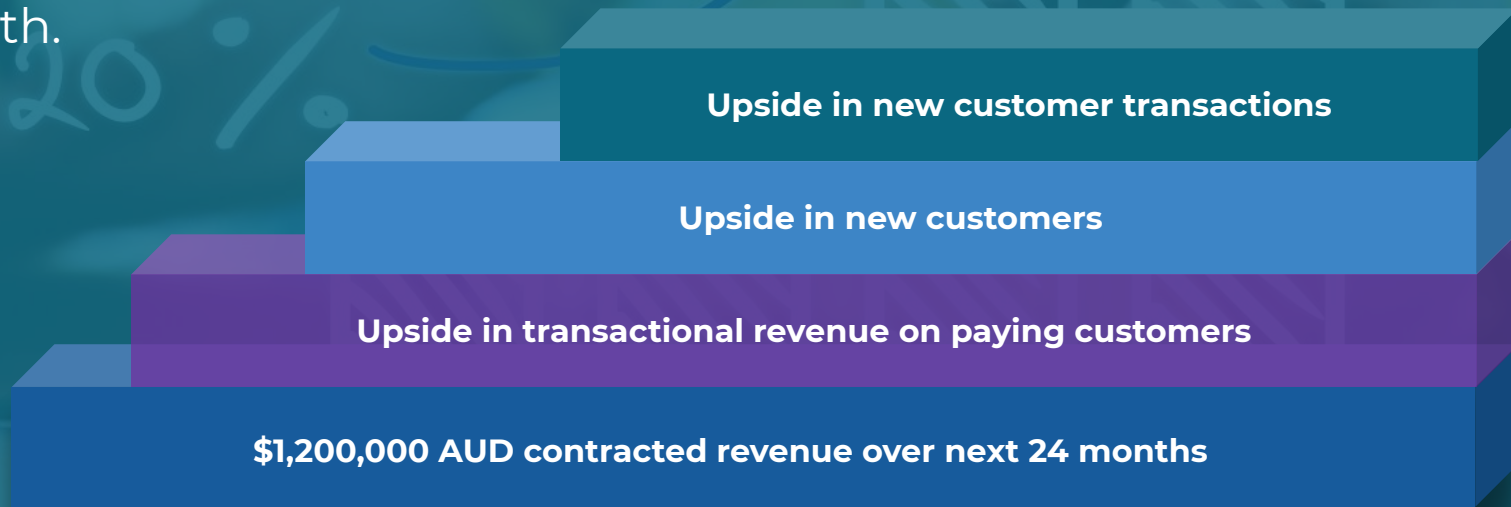 th.
20%
Upside in new customer transactions
Upside in new customers
Upside in transactional revenue on paying customers
$1,200,000 AUD contracted revenue over next 24 months